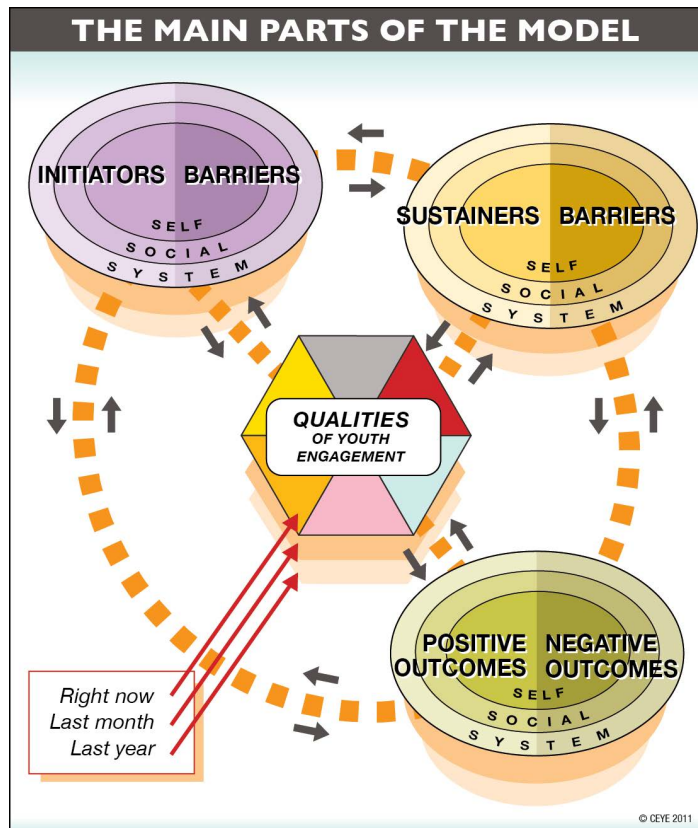 THE MAIN PARTS OF THE MODEL
INITIATORS BARRIERS
SELF
SOCIAL
SYSTEM
SUSTAINERS BARRIERS
SELF
SOCIAL
SYSTEM
QUALITIES
OF YOUTH
ENGAGEMENT
POSITIVE NEGATIVE
OUTCOMES OUTCOMES
SELF
SOCIAL
SYSTEM
Right now
Last month
Last year
© CEYE 2011